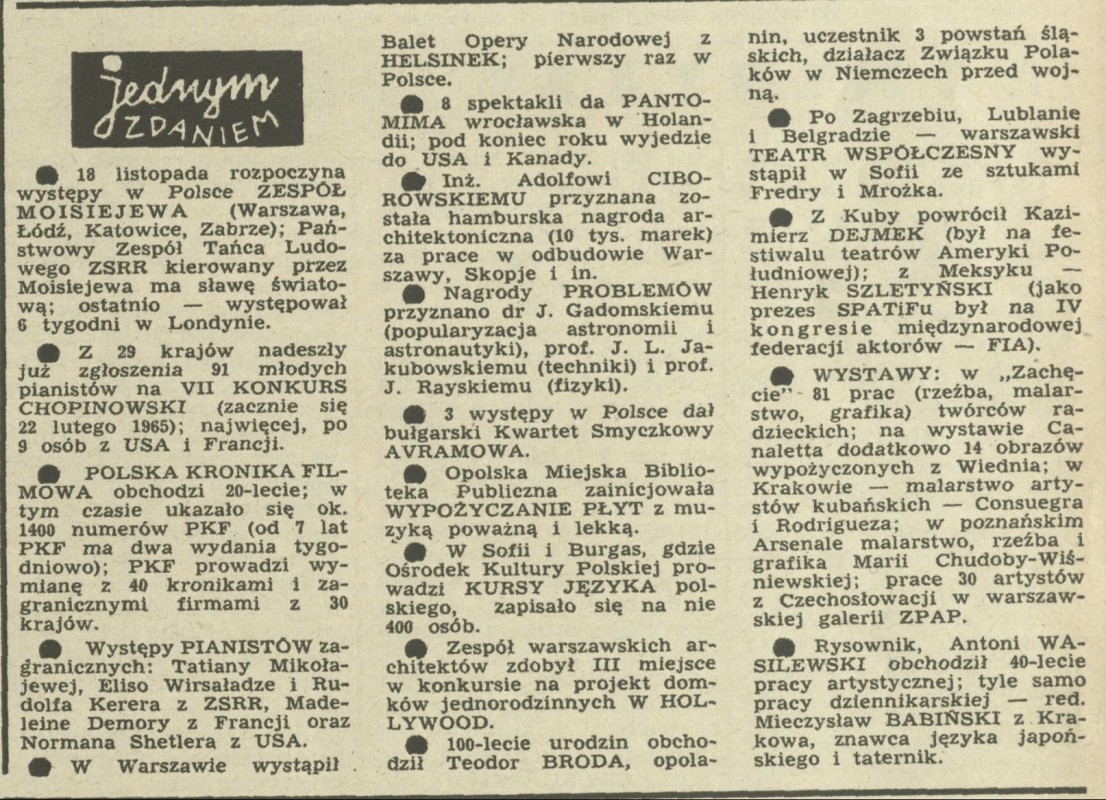 jednym
ZDANIEM
● 18 listopada rozpoczyna
występy w Polsce ZESPÓŁ
MOISIEJEWA (Warszawa,
Łódź, Katowice, Zabrze); Pań-
stwowy Zespół Tańca Ludo-
wego ZSRR kierowany przez
Moisiejewa ma sławę świato-
wą; ostatnio — występował
6 tygodni w Londynie.
● Z 29 krajów nadeszły
już zgłoszenia 91 młodych
pianistów na VII KONKURS
CHOPINOWSKI (zacznie się
22 lutego 1965); najwięcej, po
9 osób z USA i Francji.
● POLSKA KRONIKA FIL-
MOWA obchodzi 20-lecie; w
tym czasie ukazało się ok.
1400 numerów PKF (od 7 lat
PKF ma dwa wydania tygo-
dniowo); PKF prowadzi wy-
mianę z 40 kronikami i za-
granicznymi firmami z 30
krajów.
● Występy PIANISTÓW za-
granicznych: Tatiany Mikoła-
jewej, Eliso Wirsaładze i Ru-
dolfa Kerera z ZSRR, Made-
leine Demory z Francji oraz
Normana Shetlera z USA.
● W Warszawie wystąpił
Balet Opery Narodowej z
HELSINEK; pierwszy raz w
Polsce.
● 8 spektakli da PANTO-
MIMA wrocławska w Holan-
dii; pod koniec roku wyjedzie
do USA i Kanady.
● Inż. Adolfowi CIBO-
ROWSKIEMU przyznana zo-
stała hamburska nagroda ar-
chitektoniczna (10 tys. marek)
za prace w odbudowie War-
szawy, Skopje i in.
● Nagrody PROBLEMÓW
przyznano dr J. Gadomskiemu
(popularyzacja astronomii i
astronautyki), prof. J. L. Ja-
kubowskiemu (techniki) i prof.
J. Rayskiemu (fizyki).
● 3 występy w Polsce dał
bułgarski Kwartet Smyczkowy
AVRAMOWA.
● Opolska Miejska Biblio-
teka Publiczna zainicjowała
WYPOŻYCZANIE PŁYT z mu-
zyką poważną i lekką.
● W Sofii i Burgas, gdzie
Ośrodek Kultury Polskiej pro-
wadzi KURSY JĘZYKA pol-
skiego, zapisało się na nie
400 osób.
● Zespół warszawskich ar-
chitektów zdobył III miejsce
w konkursie na projekt dom-
ków jednorodzinnych W HOL-
LYWOOD.
● 100-lecie urodzin obcho-
dził Teodor BRODA, opola-
nin, uczestnik 3 powstań ślą-
skich, działacz Związku Pola-
ków w Niemczech przed woj-
ną.
● Po Zagrzebiu, Lublanie
i Belgradzie — warszawski
TEATR WSPÓŁCZESNY wy-
stąpił w Sofii ze sztukami
Fredry i Mrożka.
● Z Kuby powrócił Kazi-
mierz DEJMEK (był na fe-
stiwalu teatrów Ameryki Po-
łudniowej); z Meksyku —
Henryk SZLETYŃSKI (jako
prezes SPATiFu był na IV
kongresie międzynarodowej
federacji aktorów — FIA).
● WYSTAWY: w „Zachę-
cie” 81 prac (rzeźba, malar-
stwo, grafika) twórców ra-
dzieckich; na wystawie Ca-
naletta dodatkowo 14 obrazów
wypożyczonych z Wiednia; w
Krakowie — malarstwo arty-
stów kubańskich — Consuegra
i Rodrigueza; w poznańskim
Arsenale malarstwo, rzeźba i
grafika Marii Chudoby-Wiś-
niewskiej; prace 30 artystów
z Czechosłowacji w warszaw-
skiej galerii ZPAP.
● Rysownik, Antoni WA-
SILEWSKI obchodził 40-lecie
pracy artystycznej; tyle samo
pracy dziennikarskiej — red.
Mieczysław BABIŃSKI z Kra-
kowa, znawca języka japoń-
skiego i taternik.